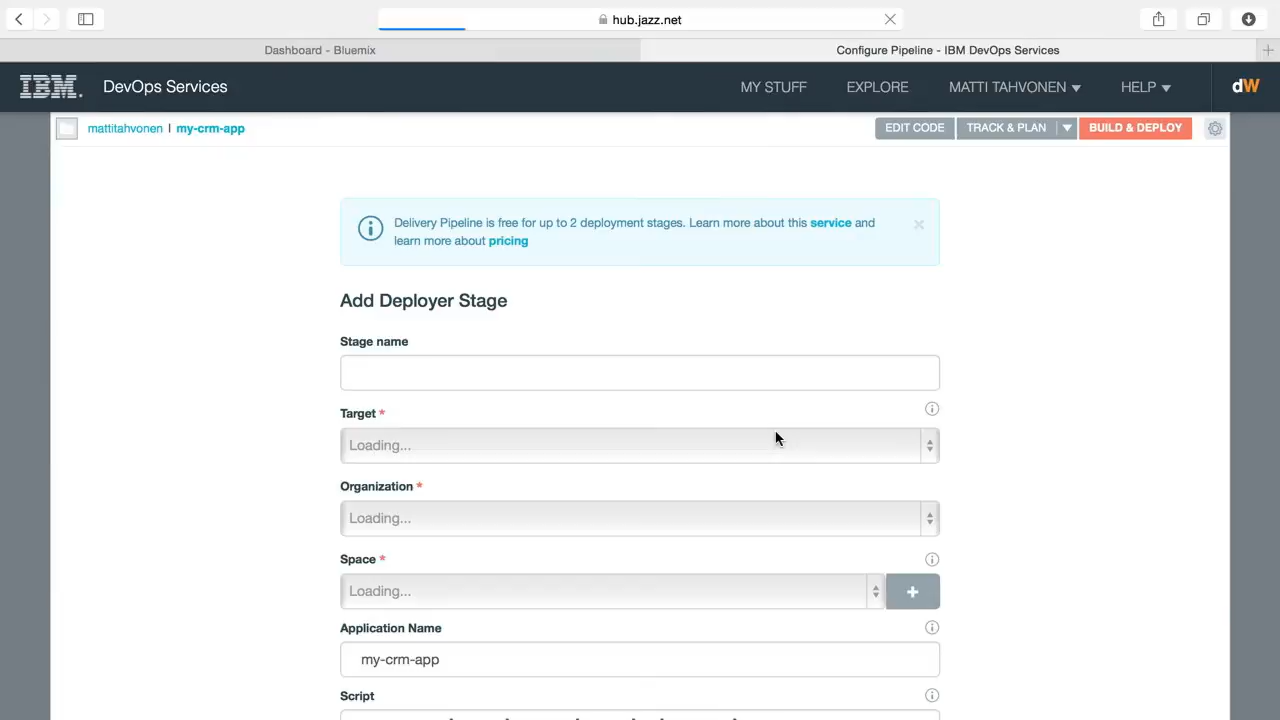 hub.jazz.net
Dashboard - Bluemix
Configure Pipeline - IBM DevOps Services
IBM. DevOps Services
MY STUFF
EXPLORE
MATTI TAHVONEN
HELP
dW
mattitahvonen | my-crm-app
EDIT CODE
TRACK & PLAN
BUILD & DEPLOY
Delivery Pipeline is free for up to 2 deployment stages. Learn more about this service and
learn more about pricing
Add Deployer Stage
Stage name
Target *
Loading...
Organization *
Loading...
Space *
Loading...
Application Name
my-crm-app
Script